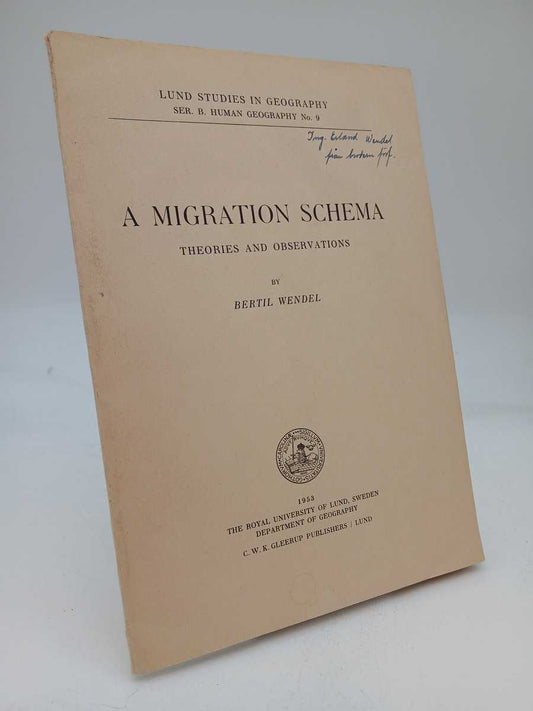 LUND STUDIES IN GEOGRAPHY
SER. B. HUMAN GEOGRAPHY No. 9
Ing. Erland Wendel
från brodern förf.
A MIGRATION SCHEMA
THEORIES AND OBSERVATIONS
BY
BERTIL WENDEL
1953
THE ROYAL UNIVERSITY OF LUND, SWEDEN
DEPARTMENT OF GEOGRAPHY
C. W. K. GLEERUP PUBLISHERS / LUND